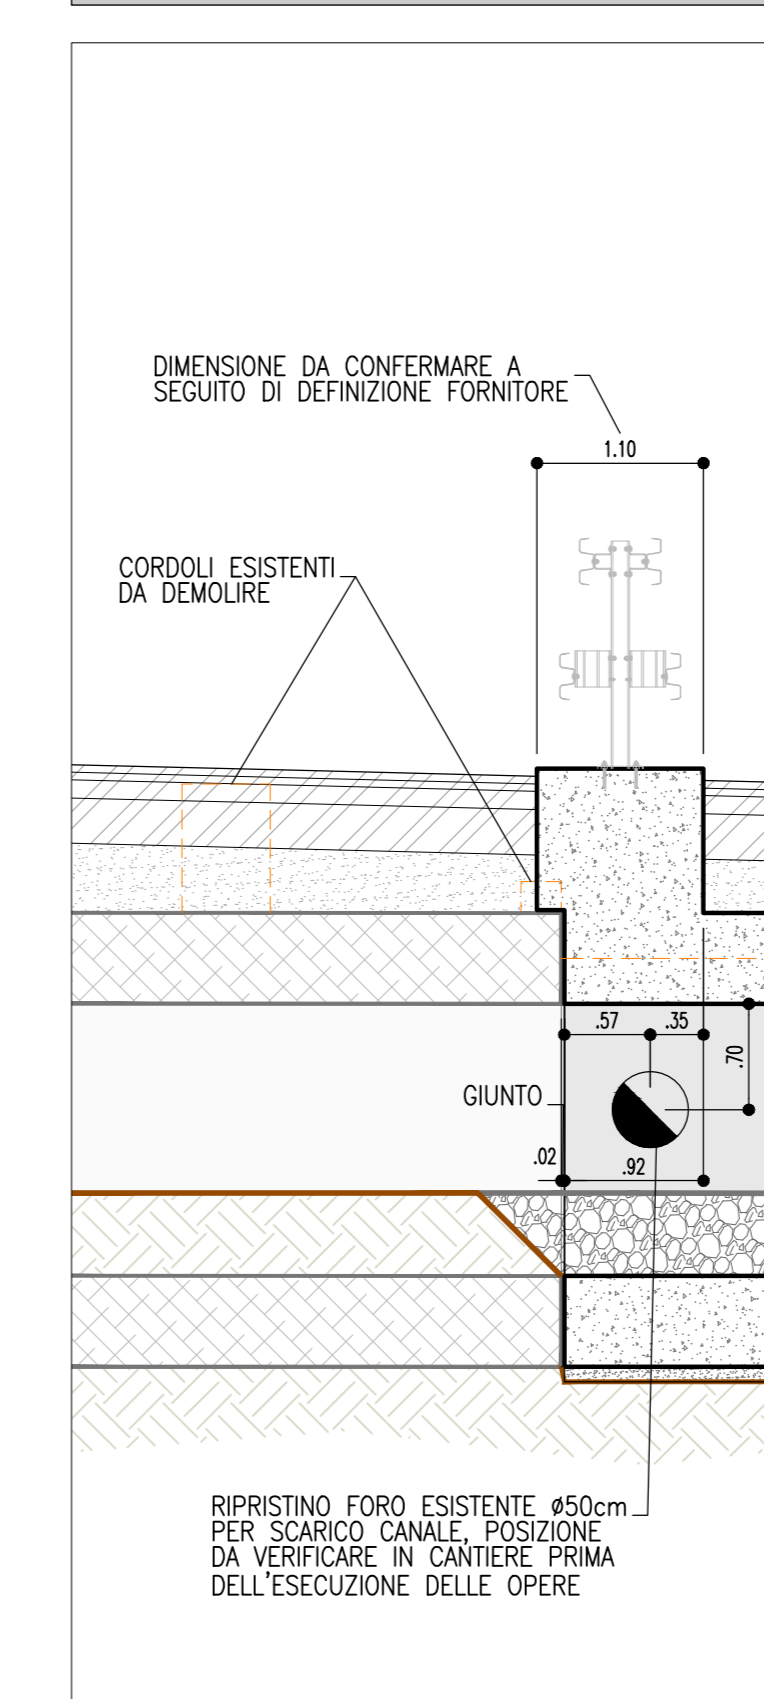 DIMENSIONE DA CONFERMARE A
SEGUITO DI DEFINIZIONE FORNITORE
1.10
CORDOLI ESISTENTI
DA DEMOLIRE
.57
.35
.70
GIUNTO
.02
.92
RIPRISTINO FORO ESISTENTE ø50cm
PER SCARICO CANALE, POSIZIONE
DA VERIFICARE IN CANTIERE PRIMA
DELL'ESECUZIONE DELLE OPERE